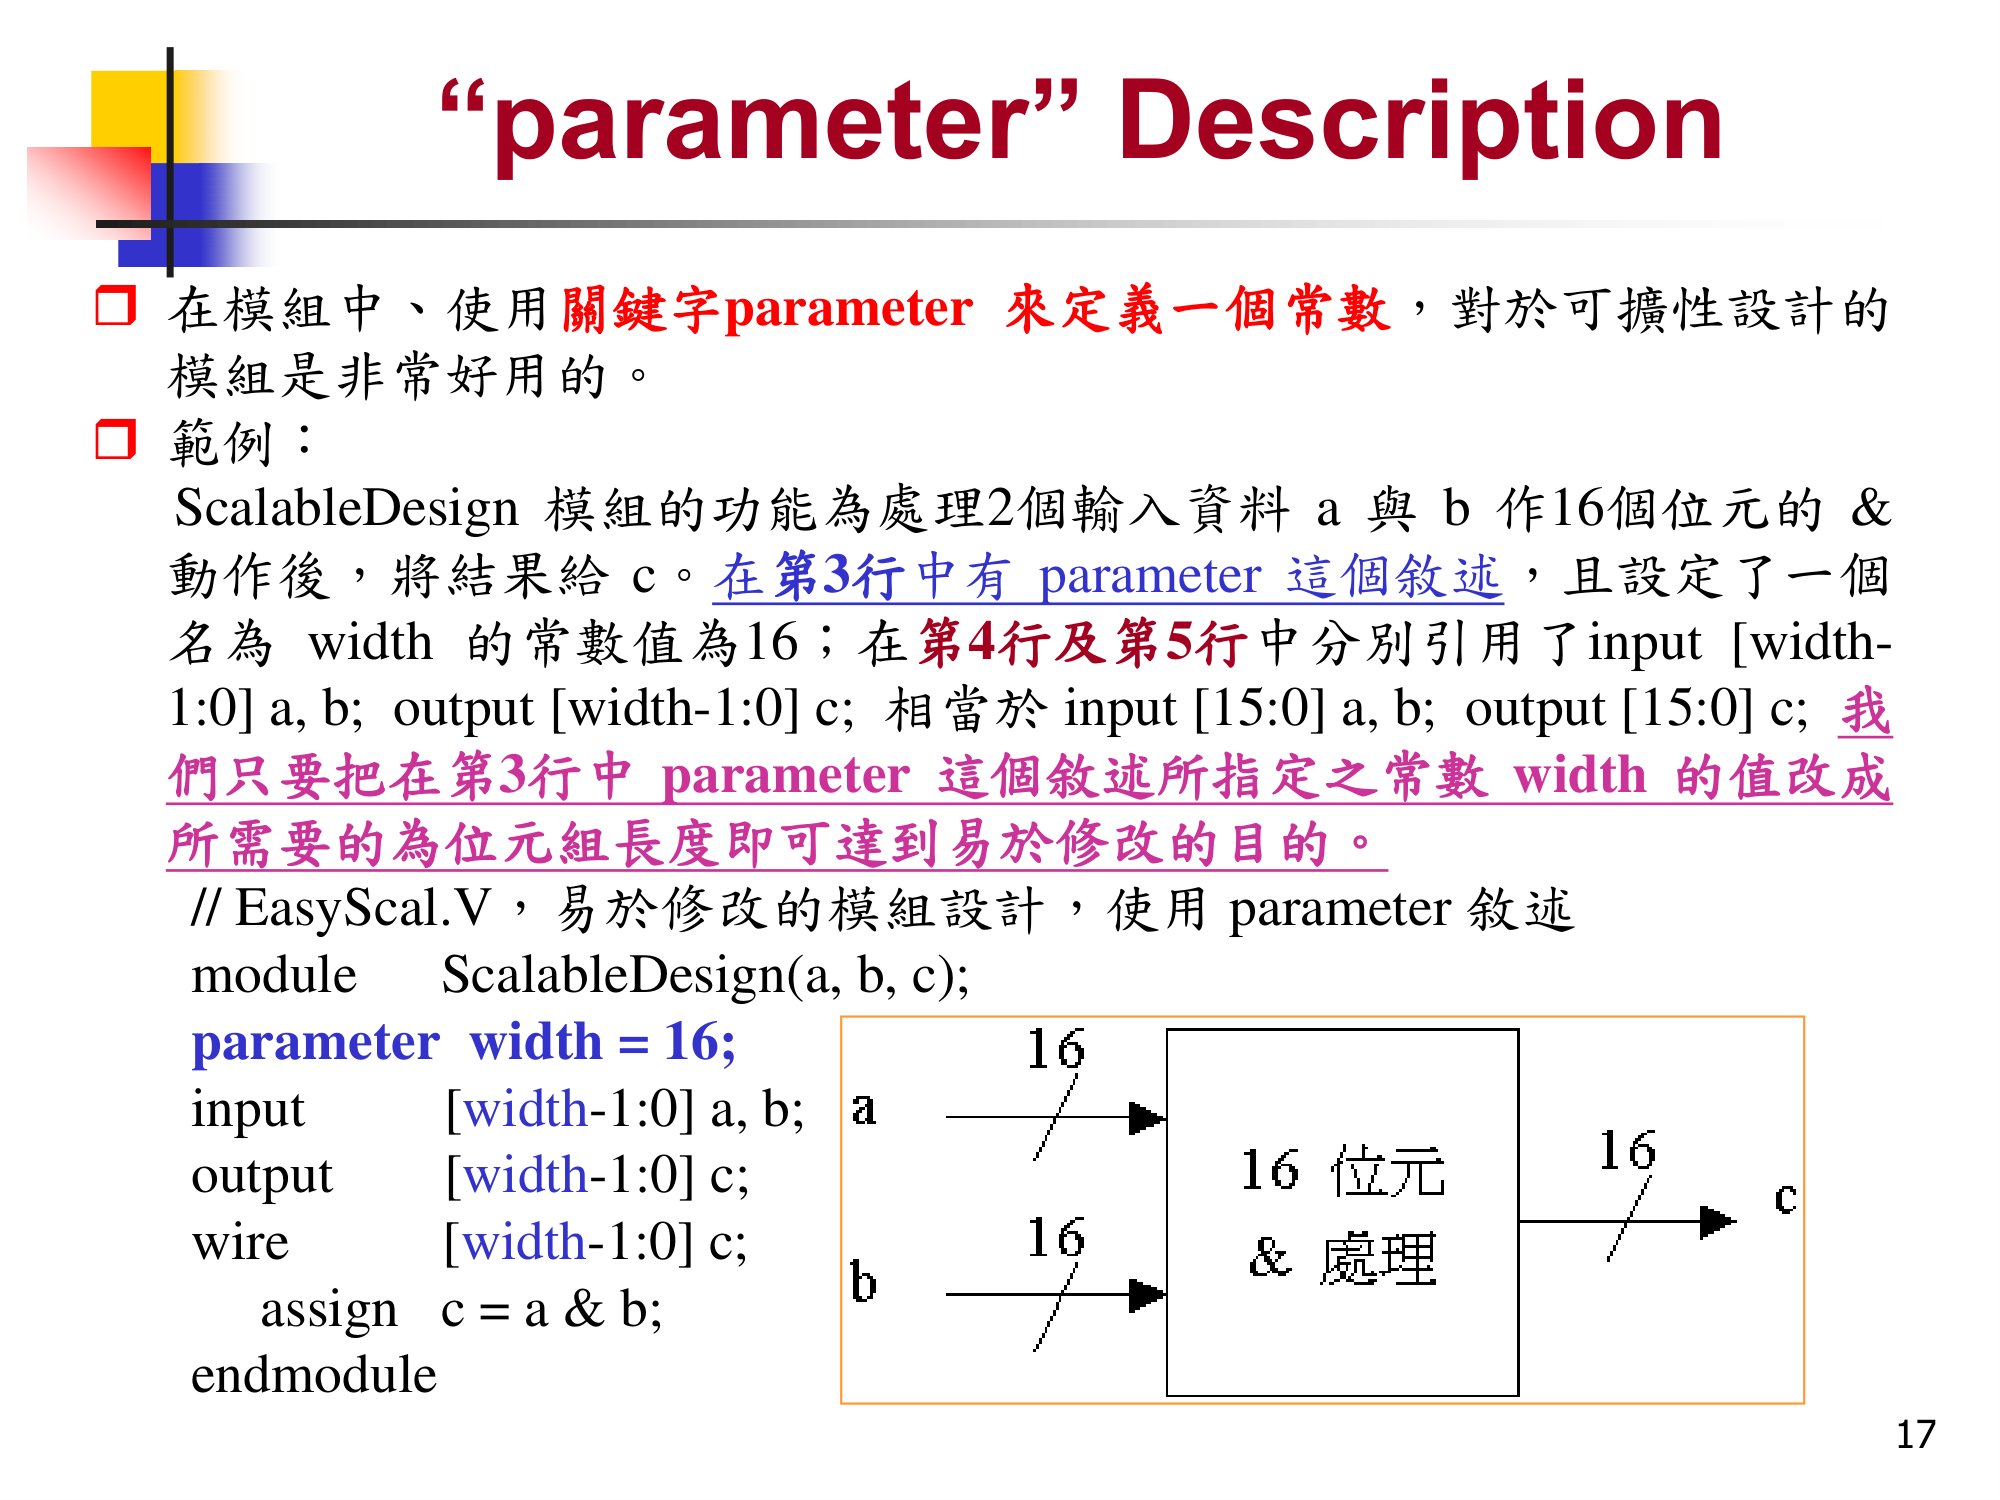 “parameter” Description
在模組中、使用關鍵字parameter 來定義一個常數，對於可擴性設計的
模組是非常好用的。
範例：
ScalableDesign 模組的功能為處理2個輸入資料 a 與 b 作16個位元的 &
動作後，將結果給 c。在第3行中有 parameter 這個敘述，且設定了一個
名為 width 的常數值為16；在第4行及第5行中分別引用了input [width-
1:0] a, b; output [width-1:0] c; 相當於 input [15:0] a, b; output [15:0] c; 我
們只要把在第3行中 parameter 這個敘述所指定之常數 width 的值改成
所需要的為位元組長度即可達到易於修改的目的。
// EasyScal.V，易於修改的模組設計，使用 parameter 敘述
module ScalableDesign(a, b, c);
parameter width = 16;
input [width-1:0] a, b;
output [width-1:0] c;
wire [width-1:0] c;
assign c = a & b;
endmodule
16
a
16
b
16 位元
& 處理
16
c
17